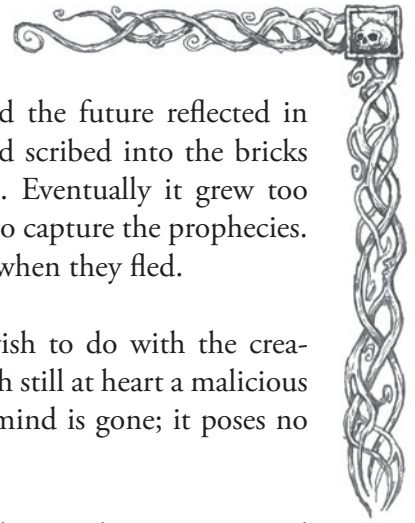 d the future reflected in
d scribed into the bricks
. Eventually it grew too
o capture the prophecies.
when they fled.
ish to do with the crea-
h still at heart a malicious
mind is gone; it poses no